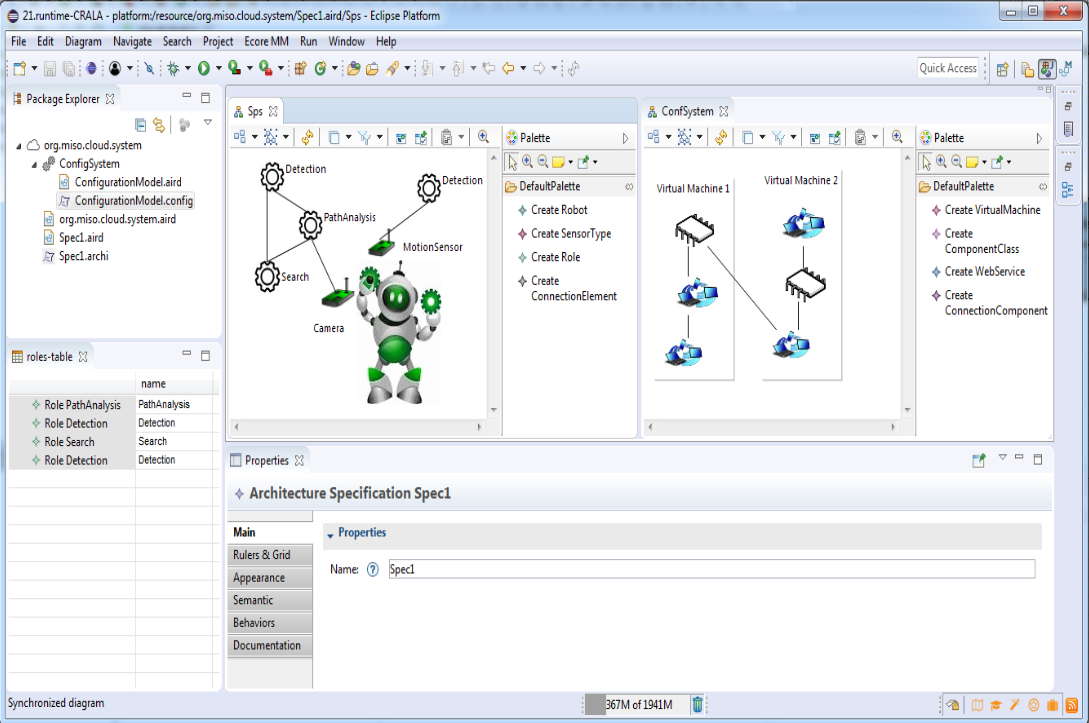 21.runtime-CRALA - platform:/resource/org.miso.cloud.system/Spec1.aird/Sps - Eclipse Platform
File Edit Diagram Navigate Search Project Ecore MM Run Window Help
Quick Access
Package Explorer
org.miso.cloud.system
ConfigSystem
ConfigurationModel.aird
ConfigurationModel.config
org.miso.cloud.system.aird
Spec1.aird
Spec1.archi
roles-table
name
Role PathAnalysis PathAnalysis
Role Detection Detection
Role Search Search
Role Detection Detection
Sps
Detection
Detection
PathAnalysis
MotionSensor
Search
Camera
Palette
DefaultPalette
Create Robot
Create SensorType
Create Role
Create
ConnectionElement
ConfSystem
Virtual Machine 1
Virtual Machine 2
Palette
DefaultPalette
Create VirtualMachine
Create
ComponentClass
Create WebService
Create
ConnectionComponent
Properties
Architecture Specification Spec1
Main
Rulers & Grid
Appearance
Semantic
Behaviors
Documentation
Properties
Name: ? Spec1
Synchronized diagram
367M of 1941M